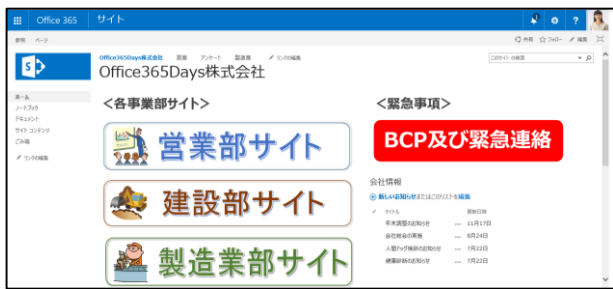 Office 365
サイト
?
参照 ページ
共有 フォロー 編集
Office365Days株式会社 営業 アンケート 製造業 リンクの編集
Office365Days株式会社
このサイトの検索
ホーム
ノートブック
ドキュメント
サイト コンテンツ
ごみ箱
リンクの編集
<各事業部サイト>
営業部サイト
建設部サイト
製造業部サイト
<緊急事項>
BCP及び緊急連絡
会社情報
新しいお知らせまたはこのリストを編集
✓ タイトル 更新日時
年末調整のお知らせ ... 11月17日
会社総会の実施 ... 8月24日
人間ドック検診のお知らせ ... 7月22日
健康診断のお知らせ ... 7月22日